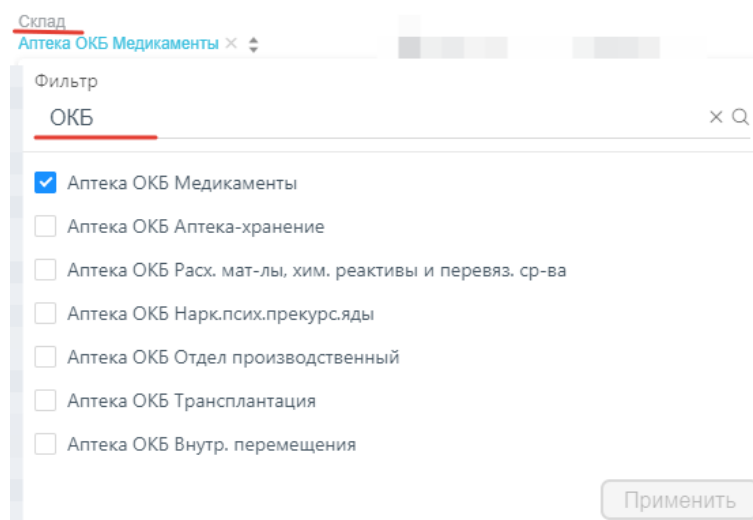 Склад
Аптека ОКБ Медикаменты
Фильтр
ОКБ
Аптека ОКБ Медикаменты
Аптека ОКБ Аптека-хранение
Аптека ОКБ Расх. мат-лы, хим. реактивы и перевяз. ср-ва
Аптека ОКБ Нарк.псих.прекурс.яды
Аптека ОКБ Отдел производственный
Аптека ОКБ Трансплантация
Аптека ОКБ Внутр. перемещения
Применить